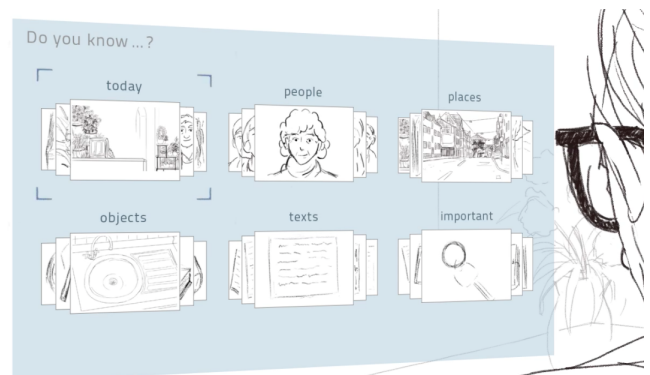 Do you know ...?
today
people
places
objects
texts
important